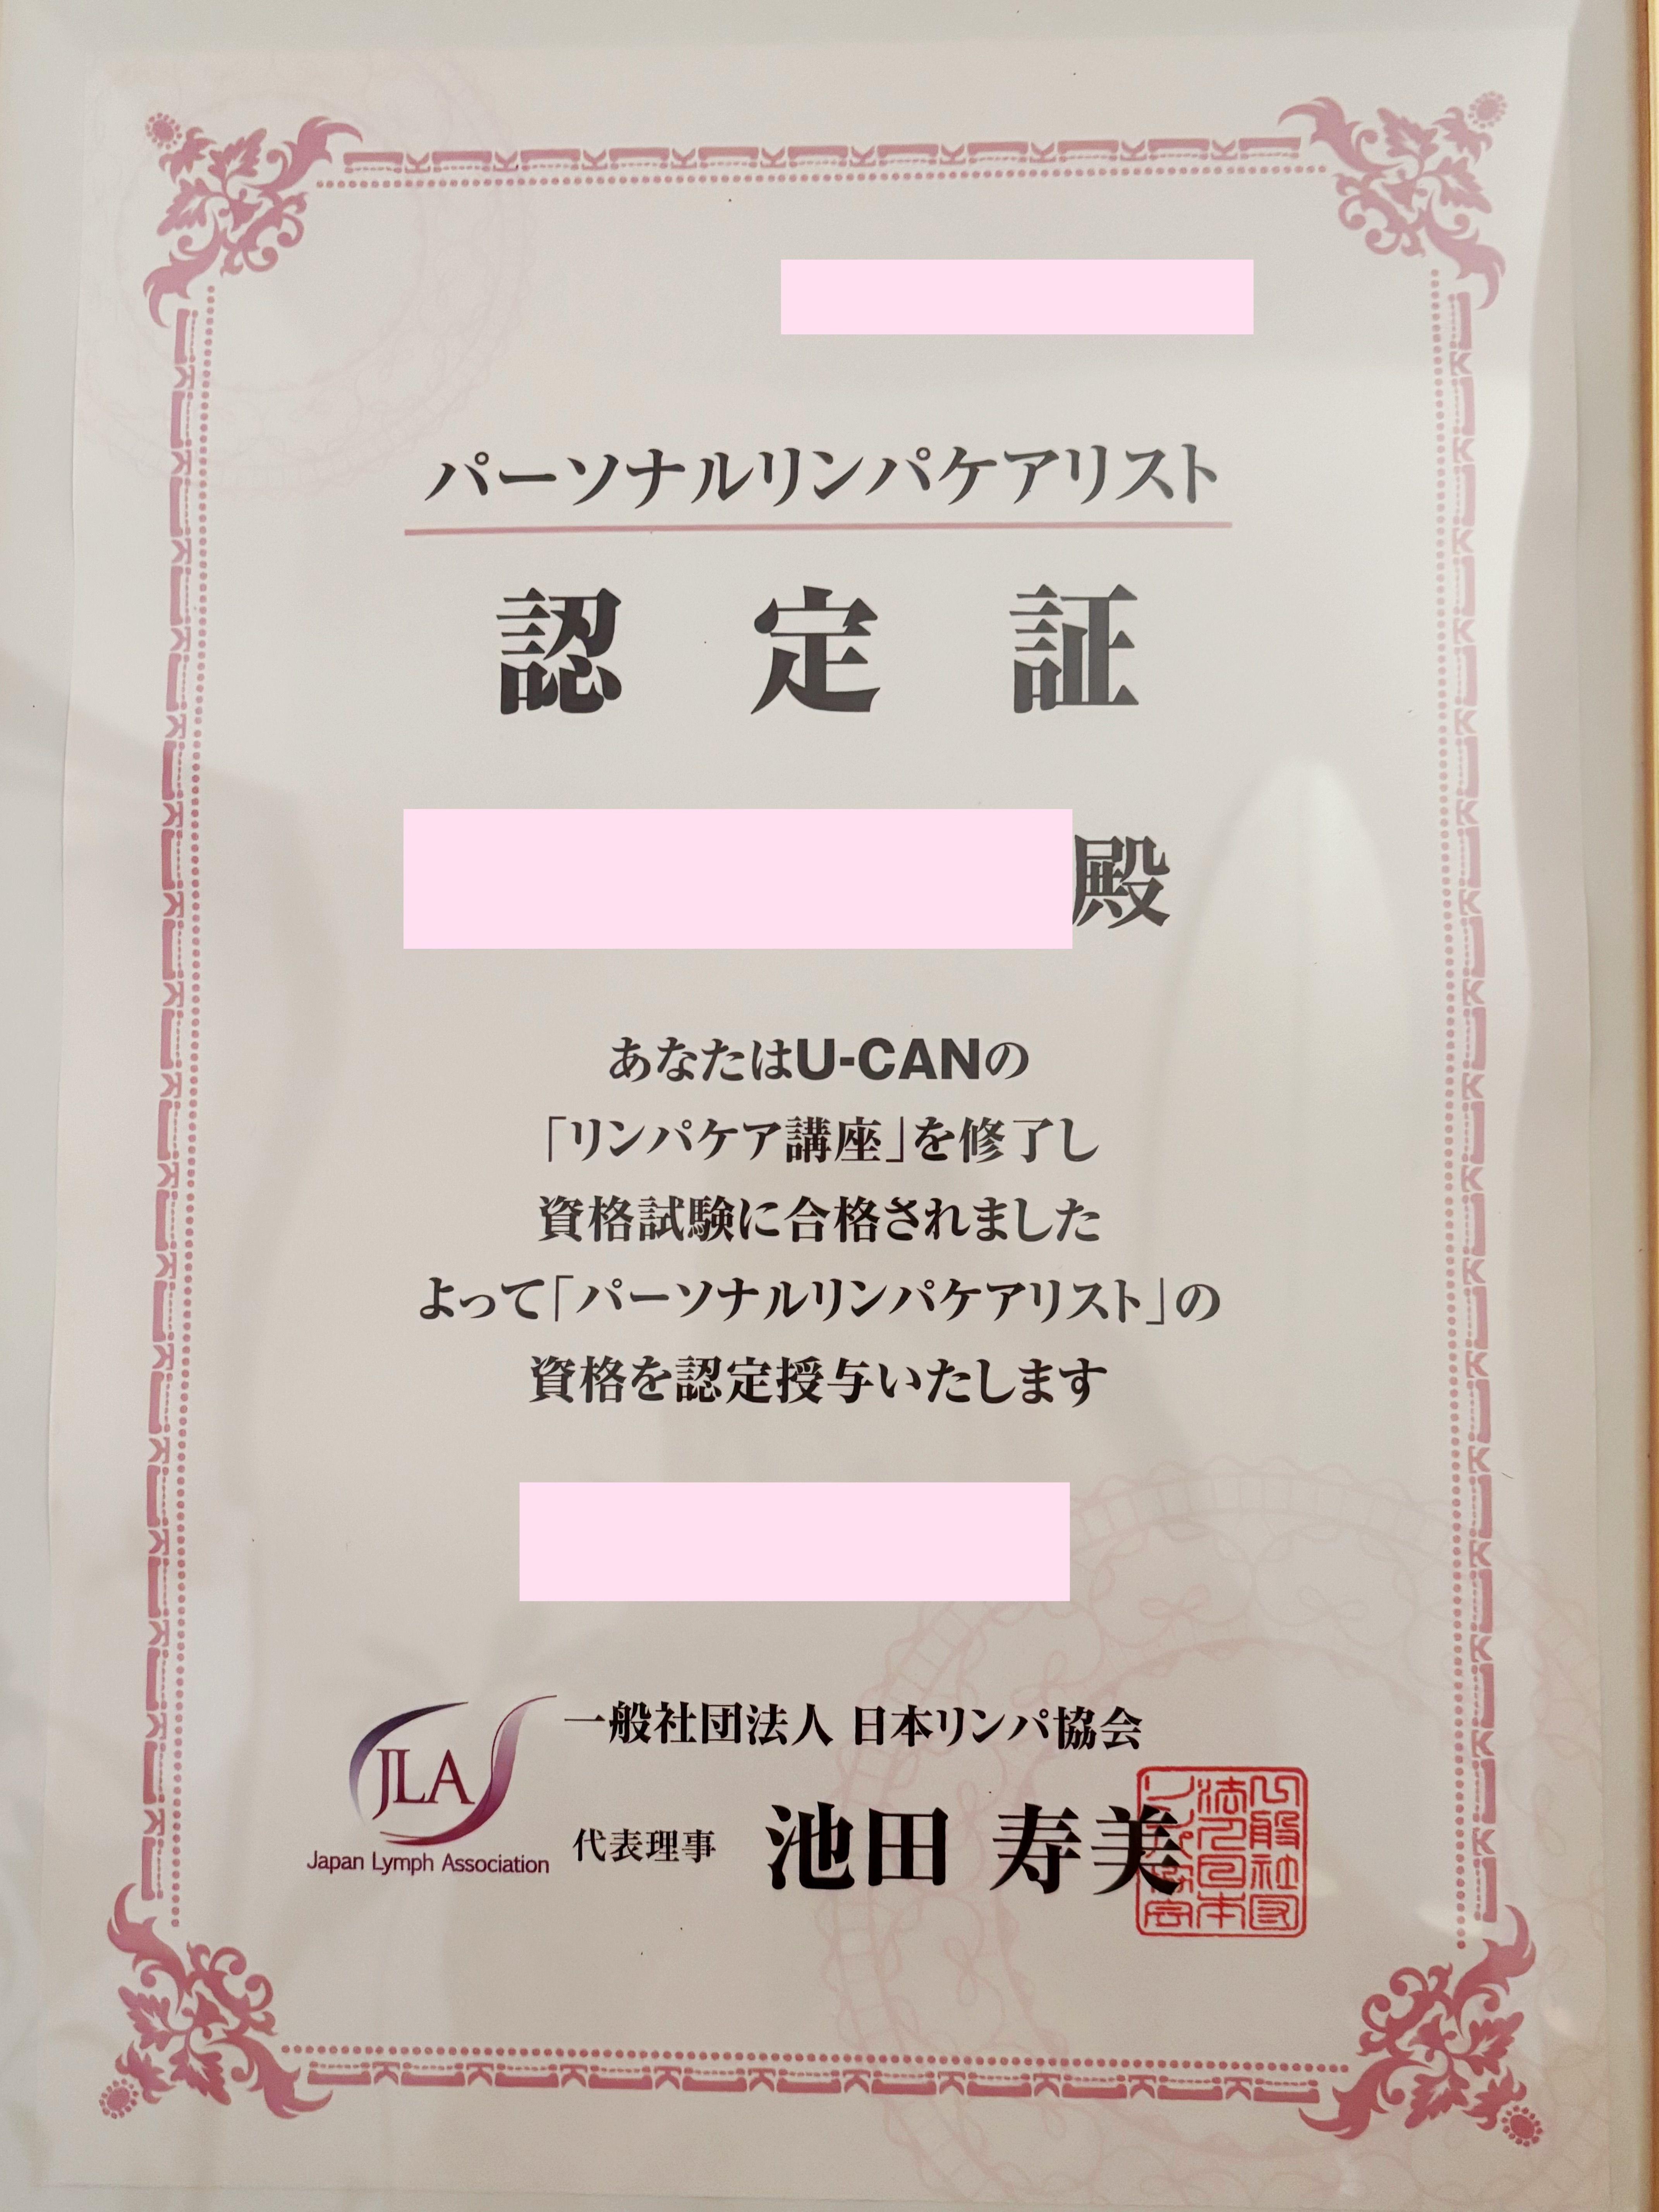 パーソナルリンパケアリスト
認定証
殿
あなたはU-CANの
「リンパケア講座」を修了し
資格試験に合格されました
よって「パーソナルリンパケアリスト」の
資格を認定授与いたします
一般社団法人 日本リンパ協会
JLA
Japan Lymph Association
代表理事 池田 寿美